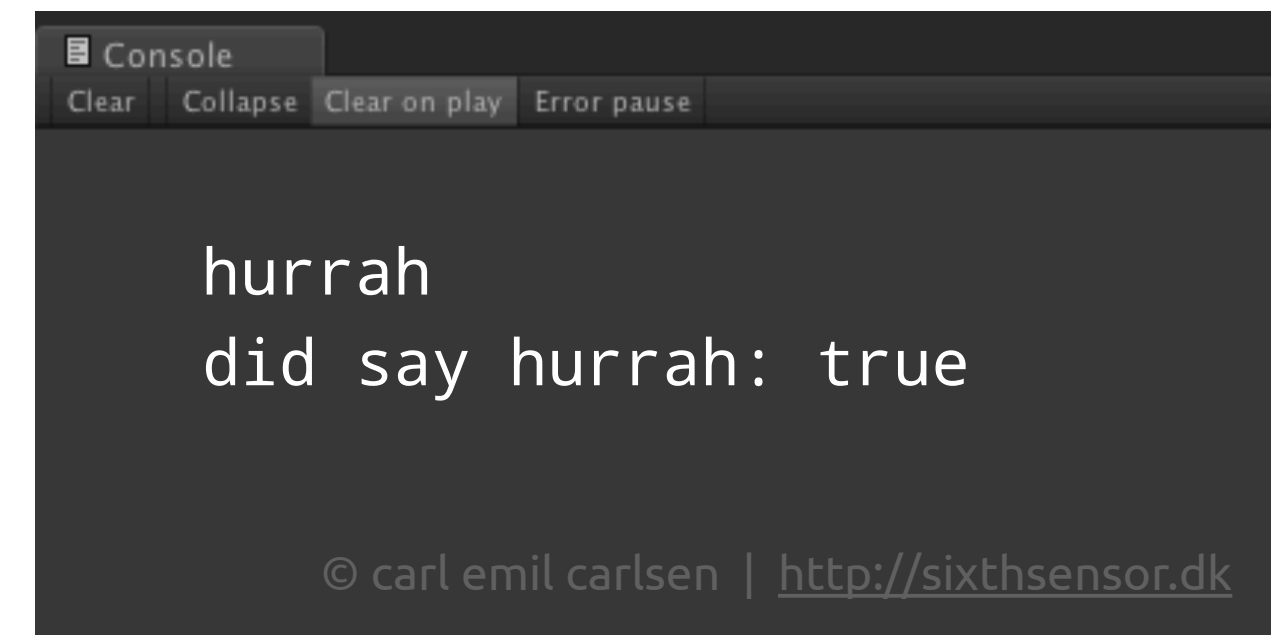 Console
Clear Collapse Clear on play Error pause
hurrah
did say hurrah: true
© carl emil carlsen | http://sixthsensor.dk